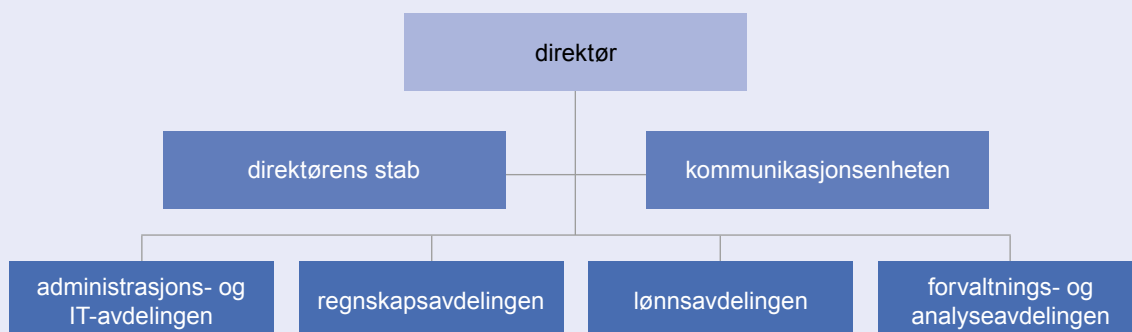 direktør
direktørens stab
kommunikasjonsenheten
administrasjons- og
IT-avdelingen
regnskapsavdelingen
lønnsavdelingen
forvaltnings- og
analyseavdelingen